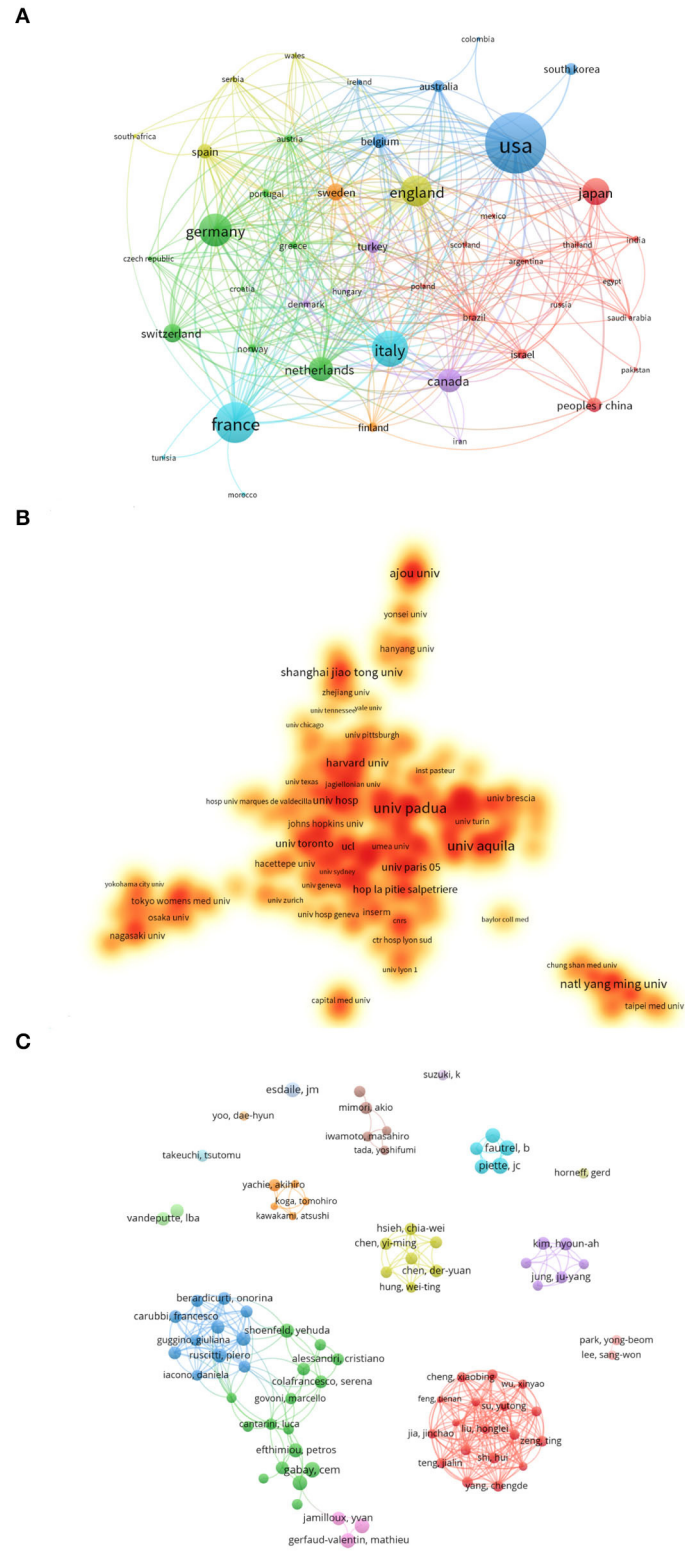 A
colombia
wales
south korea
serbia
ireland
australia
usa
south africa
austria
belgium
spain
portugal
sweden
england
japan
germany
mexico
greece
turkey
scotland
thailand
india
czech republic
argentina
croatia
hungary
poland
egypt
denmark
russia
saudi arabia
switzerland
brazil
norway
italy
israel
netherlands
canada
pakistan
peoples r china
france
finland
iran
tunisia
morocco
B
ajou univ
yonsei univ
hanyang univ
shanghai jiao tong univ
zhejiang univ
univ tennessee
yale univ
univ chicago
univ pittsburgh
harvard univ
inst pasteur
univ texas
jagiellonian univ
hosp univ marques de valdecilla
univ hosp
univ padua
univ brescia
johns hopkins univ
univ turin
univ toronto
ucl
umea univ
univ aquila
hacettepe univ
univ sydney
univ paris 05
yokohama city univ
univ geneva
hop la pitie salpetriere
tokyo womens med univ
univ zurich
osaka univ
univ hosp geneva
inserm
cnrs
baylor coll med
nagasaki univ
ctr hosp lyon sud
univ lyon 1
chung shan med univ
natl yang ming univ
capital med univ
taipei med univ
C
suzuki, k
esdaile, jm
mimori, akio
yoo, dae-hyun
iwamoto, masahiro
tada, yoshifumi
fautrel, b
takeuchi, tsutomu
piette, jc
horneff, gerd
yachie, akihiro
koga, tomohiro
kawakami, atsushi
vandeputte, lba
hsieh, chia-wei
chen, yi-ming
kim, hyoun-ah
chen, der-yuan
jung, ju-yang
hung, wei-ting
berardicurti, onorina
carubbi, francesco
shoenfeld, yehuda
guggino, giuliana
park, yong-beom
ruscitti, piero
alessandri, cristiano
lee, sang-won
iacono, daniela
colafrancesco, serena
cheng, xiaobing
wu, xinyao
govoni, marcello
feng, tienan
su, yutong
cantarini, luca
jia, jinchao
liu, honglei
zeng, ting
efthimiou, petros
shi, hui
gabay, cem
teng, jialin
yang, chengde
jamilloux, yvan
gerfaud-valentin, mathieu